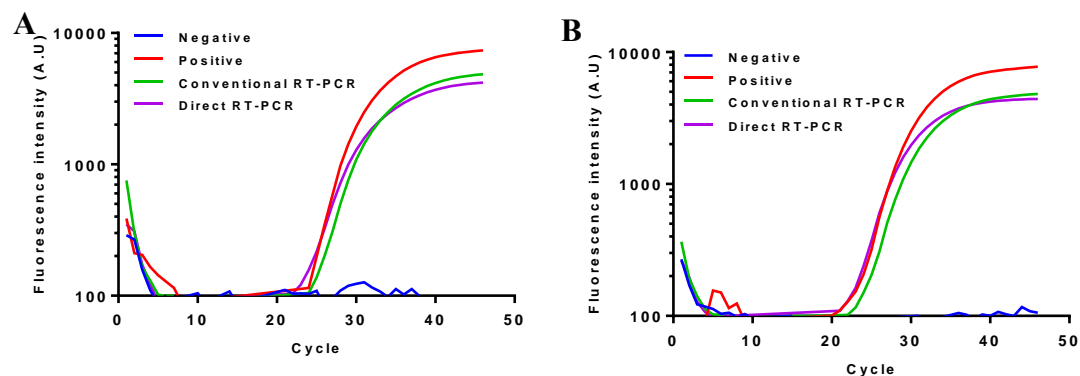 A
Fluorescence intensity (A.U)
10000
1000
100
Negative
Positive
Conventional RT-PCR
Direct RT-PCR
0 10 20 30 40 50
Cycle
B
Fluorescence intensity (A.U)
10000
1000
100
Negative
Positive
Conventional RT-PCR
Direct RT-PCR
0 10 20 30 40 50
Cycle